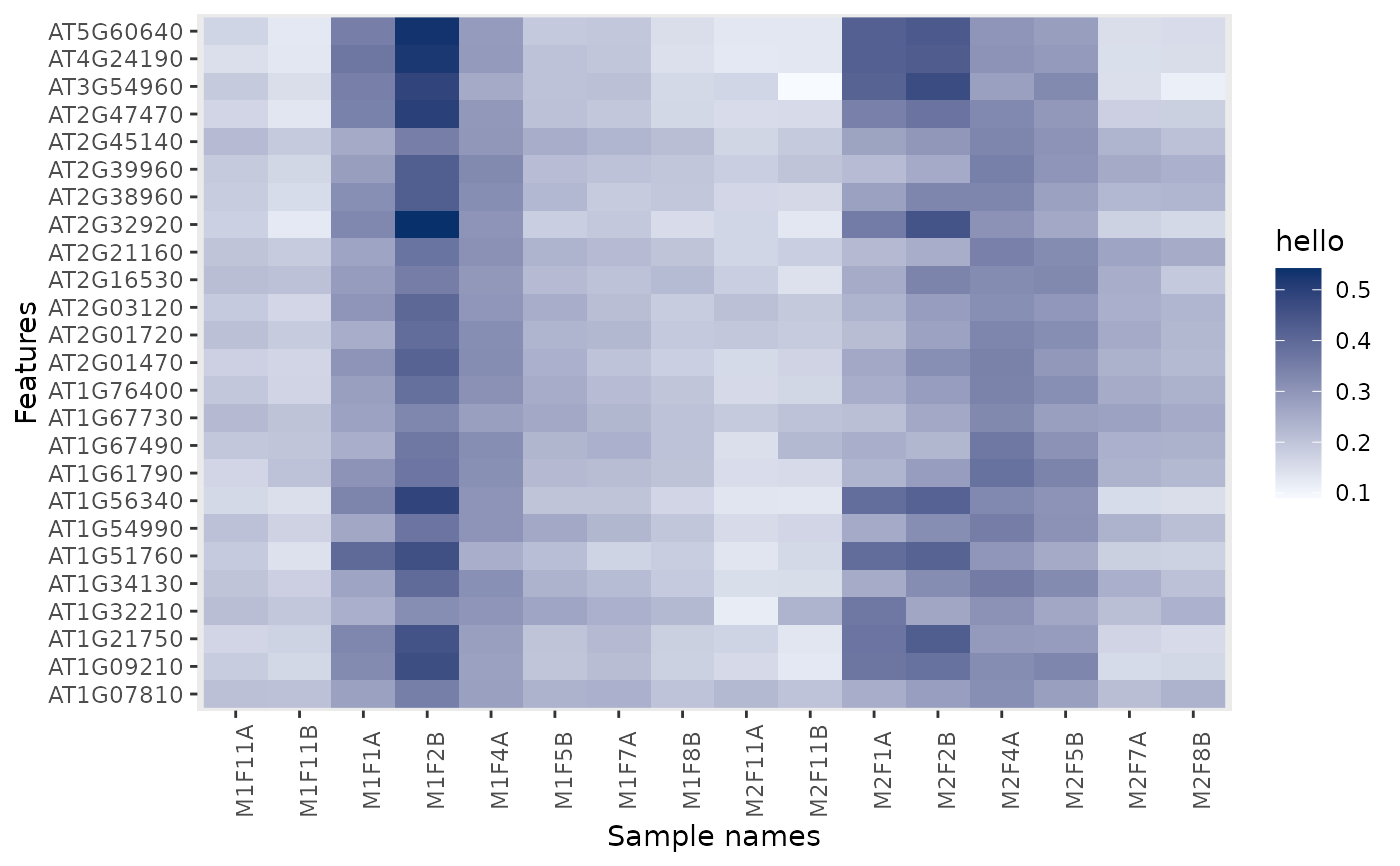 AT5G60640
AT4G24190
AT3G54960
AT2G47470
AT2G45140
AT2G39960
AT2G38960
AT2G32920
AT2G21160
AT2G16530
AT2G03120
AT2G01720
AT2G01470
AT1G76400
AT1G67730
AT1G67490
AT1G61790
AT1G56340
AT1G54990
AT1G51760
AT1G34130
AT1G32210
AT1G21750
AT1G09210
AT1G07810
Features
M1F11A
M1F11B
M1F1A
M1F2B
M1F4A
M1F5B
M1F7A
M1F8B
M2F11A
M2F11B
M2F1A
M2F2B
M2F4A
M2F5B
M2F7A
M2F8B
Sample names
hello
0.5
0.4
0.3
0.2
0.1